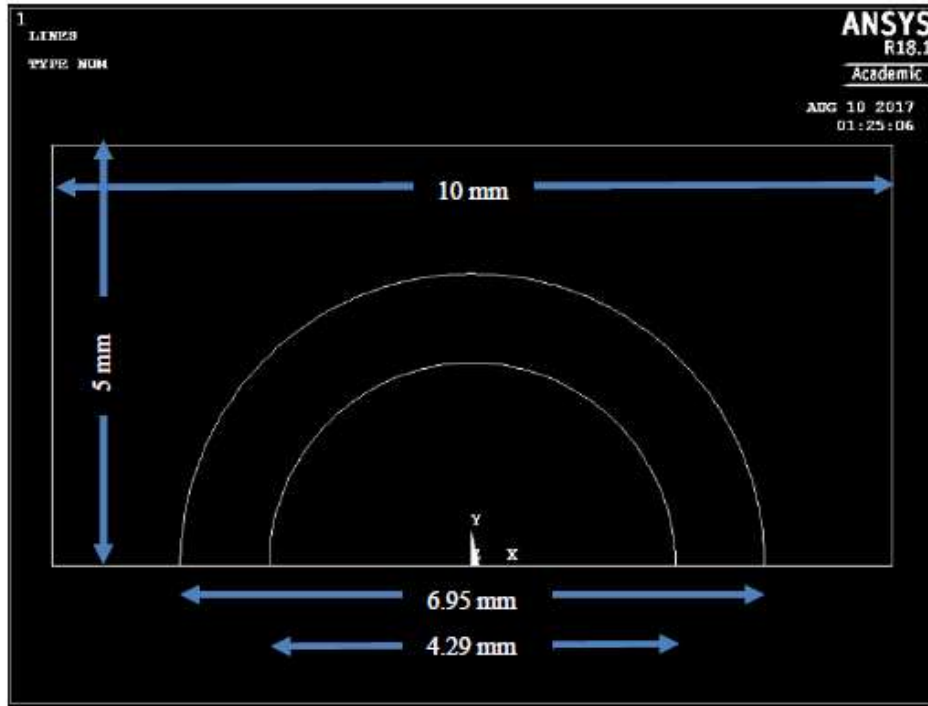 1
LINES
TYPE NUM
ANSYS
R18.1
Academic
AUG 10 2017
01:25:06
10 mm
5 mm
Y
Z X
6.95 mm
4.29 mm